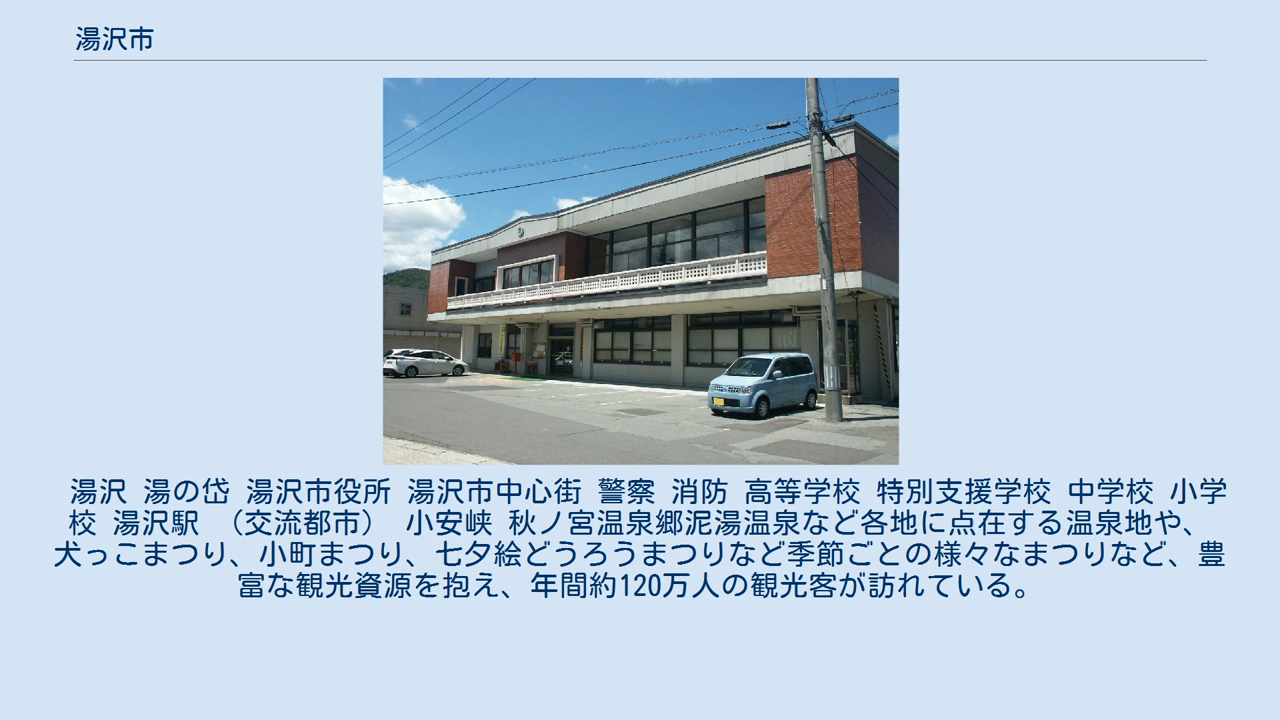 湯沢市
湯沢 湯の岱 湯沢市役所 湯沢市中心街 警察 消防 高等学校 特別支援学校 中学校 小学
校 湯沢駅 （交流都市） 小安峡 秋ノ宮温泉郷泥湯温泉など各地に点在する温泉地や、
犬っこまつり、小町まつり、七夕絵どうろうまつりなど季節ごとの様々なまつりなど、豊
富な観光資源を抱え、年間約120万人の観光客が訪れている。